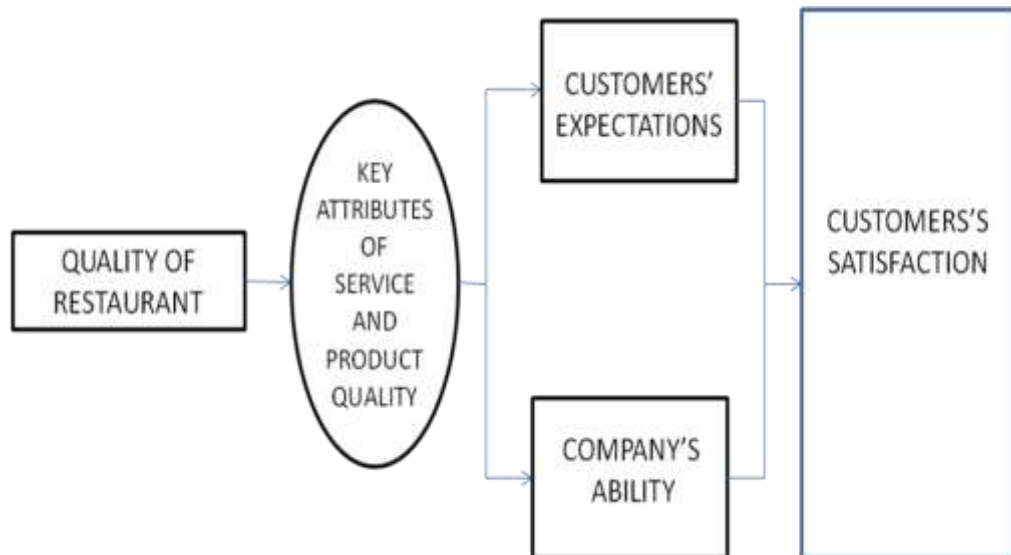 QUALITY OF
RESTAURANT
KEY
ATTRIBUTES
OF
SERVICE
AND
PRODUCT
QUALITY
CUSTOMERS'
EXPECTATIONS
COMPANY'S
ABILITY
CUSTOMERS'S
SATISFACTION